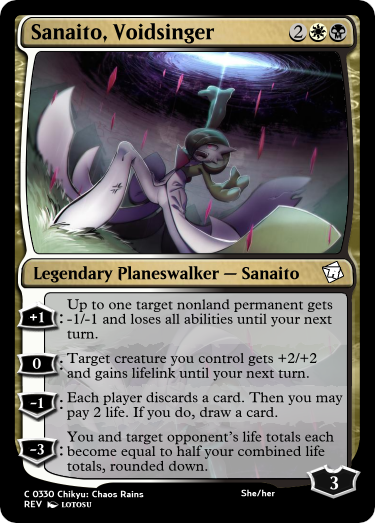 Sanaito, Voidsinger 2
Legendary Planeswalker — Sanaito
+1: Up to one target nonland permanent gets
-1/-1 and loses all abilities until your next
turn.
0: Target creature you control gets +2/+2
and gains lifelink until your next turn.
-1: Each player discards a card. Then you may
pay 2 life. If you do, draw a card.
-3: You and target opponent's life totals each
become equal to half your combined life
totals, rounded down.
3
C 0330 Chikyu: Chaos Rains She/her
REV LOTOSU